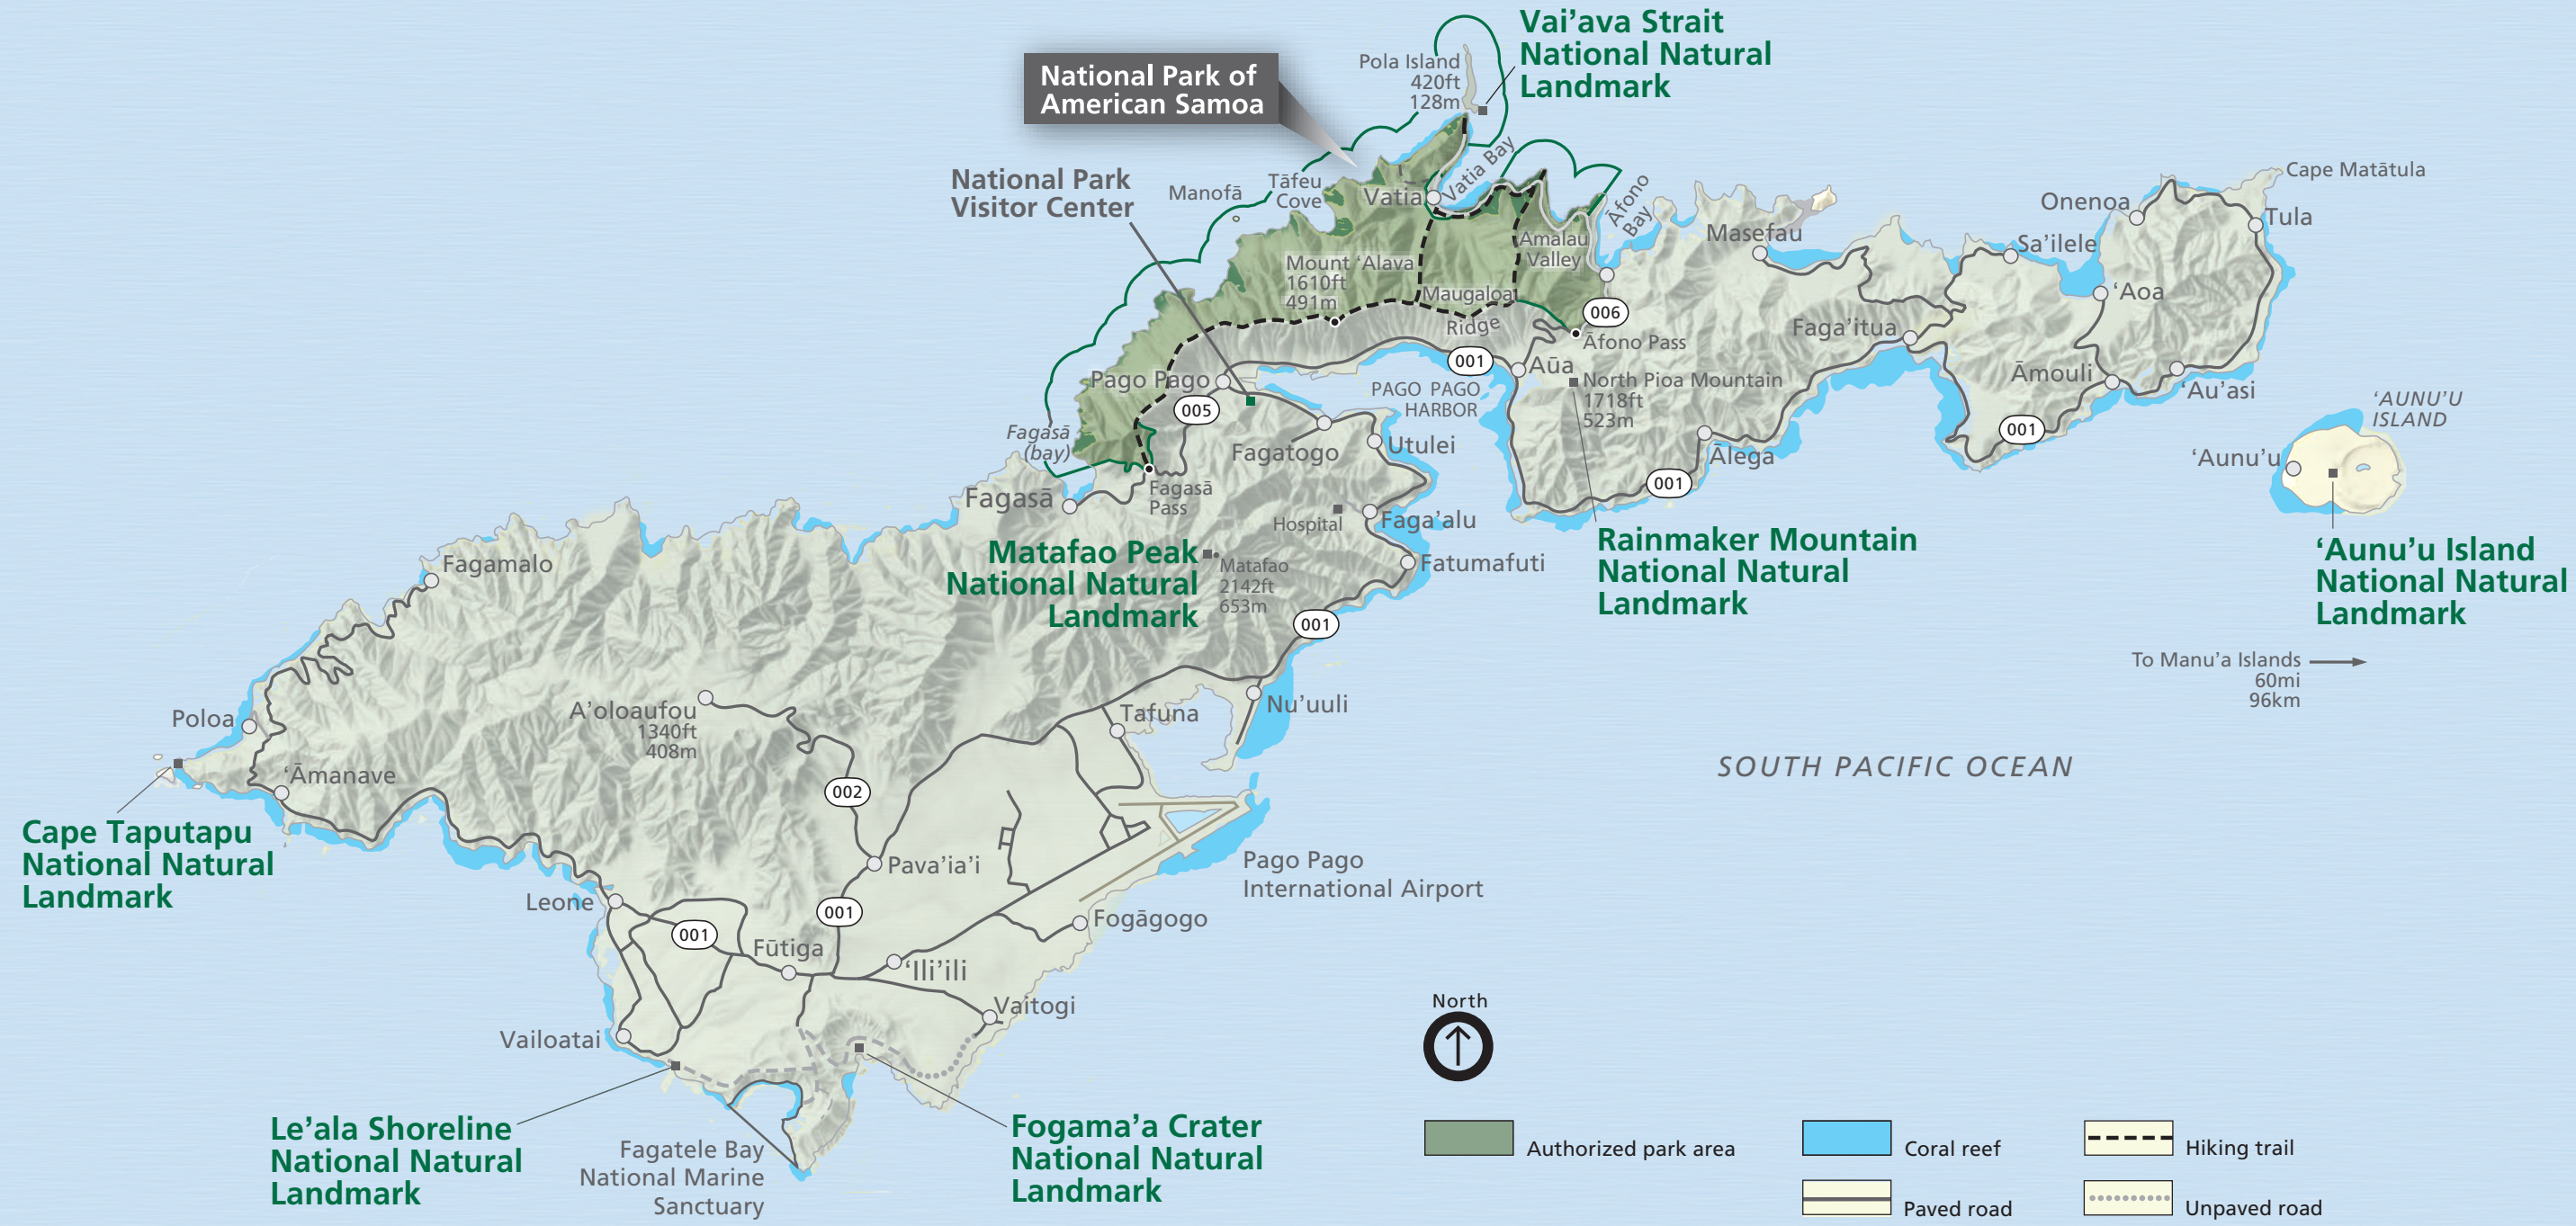 Vai'ava Strait
National Natural
Landmark
Pola Island
420ft
128m
National Park of
American Samoa
National Park
Visitor Center
Manofā
Tāfeu
Cove
Vatia
Vatia Bay
Āfono
Bay
Amalau
Valley
Masefau
Onenoa
Cape Matātula
Tula
Sa'ilele
'Aoa
Mount 'Alava
1610ft
491m
Maugaloa
Ridge
006
Āfono Pass
001
Aūa
Faga'itua
Āmouli
'Au'asi
North Pioa Mountain
1718ft
523m
Pago Pago
005
PAGO PAGO
HARBOR
'AUNU'U
ISLAND
'Aunu'u
001
Ālega
001
Fagasā
(bay)
Fagasā
Fagasā
Pass
Fagatogo
Utulei
Hospital
Faga'alu
Fatumafuti
Rainmaker Mountain
National Natural
Landmark
'Aunu'u Island
National Natural
Landmark
Matafao Peak
National Natural
Landmark
Matafao
2142ft
653m
001
Fagamalo
To Manu'a Islands
60mi
96km
Poloa
A'oloaufou
1340ft
408m
Tafuna
Nu'uuli
SOUTH PACIFIC OCEAN
'Āmanave
002
Cape Taputapu
National Natural
Landmark
Pava'ia'i
Pago Pago
International Airport
Leone
001
001
Fūtiga
'Ili'ili
Fogāgogo
Vaitogi
Vailoatai
North
Le'ala Shoreline
National Natural
Landmark
Fagatele Bay
National Marine
Sanctuary
Fogama'a Crater
National Natural
Landmark
Authorized park area
Coral reef
Hiking trail
Paved road
Unpaved road